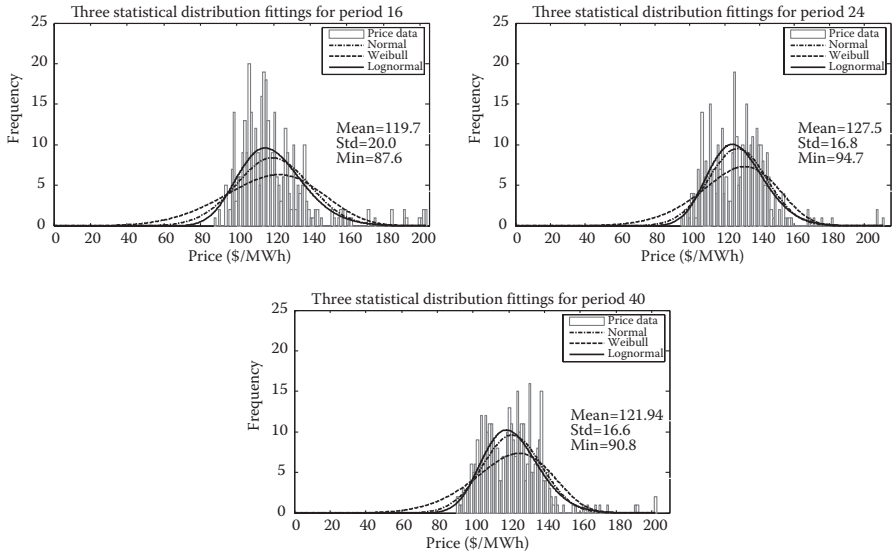 Three statistical distribution fittings for period 16
25
20
15
10
5
0
Frequency
Price data
Normal
Weibull
Lognormal
Mean=119.7
Std=20.0
Min=87.6
0 20 40 60 80 100 120 140 160 180 200
Price ($/MWh)
Three statistical distribution fittings for period 24
25
20
15
10
5
0
Frequency
Price data
Normal
Weibull
Lognormal
Mean=127.5
Std=16.8
Min=94.7
0 20 40 60 80 100 120 140 160 180 200
Price ($/MWh)
Three statistical distribution fittings for period 40
25
20
15
10
5
0
Frequency
Price data
Normal
Weibull
Lognormal
Mean=121.94
Std=16.6
Min=90.8
0 20 40 60 80 100 120 140 160 180 200
Price ($/MWh)